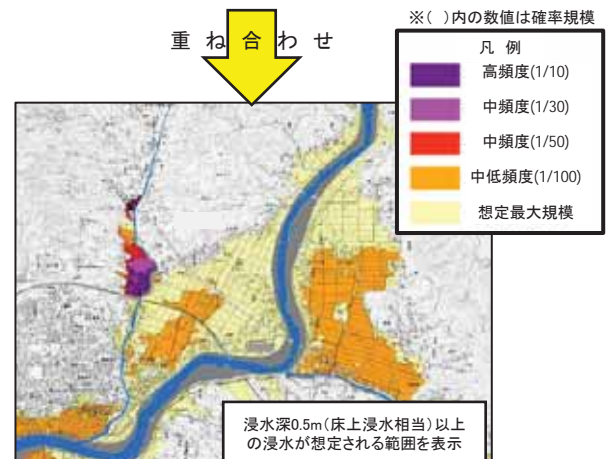 ※( )内の数値は確率規模
重ね合わせ
凡 例
高頻度(1/10)
中頻度(1/30)
中頻度(1/50)
中低頻度(1/100)
想定最大規模
浸水深0.5m(床上浸水相当)以上
の浸水が想定される範囲を表示